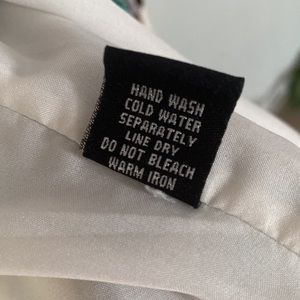 HAND WASH
COLD WATER
SEPARATELY
LINE DRY
DO NOT BLEACH
WARM IRON